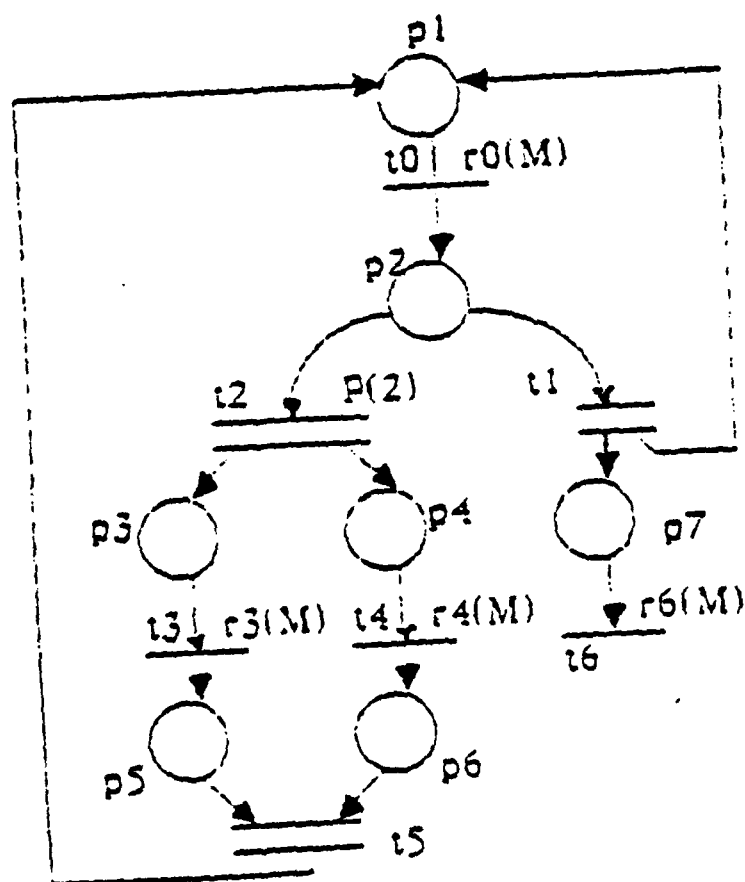 p1
t0 r0(M)
p2
t2 P(2) t1
p3 p4 p7
t3 r3(M) t4 r4(M) r6(M)
t6
p5 p6
t5